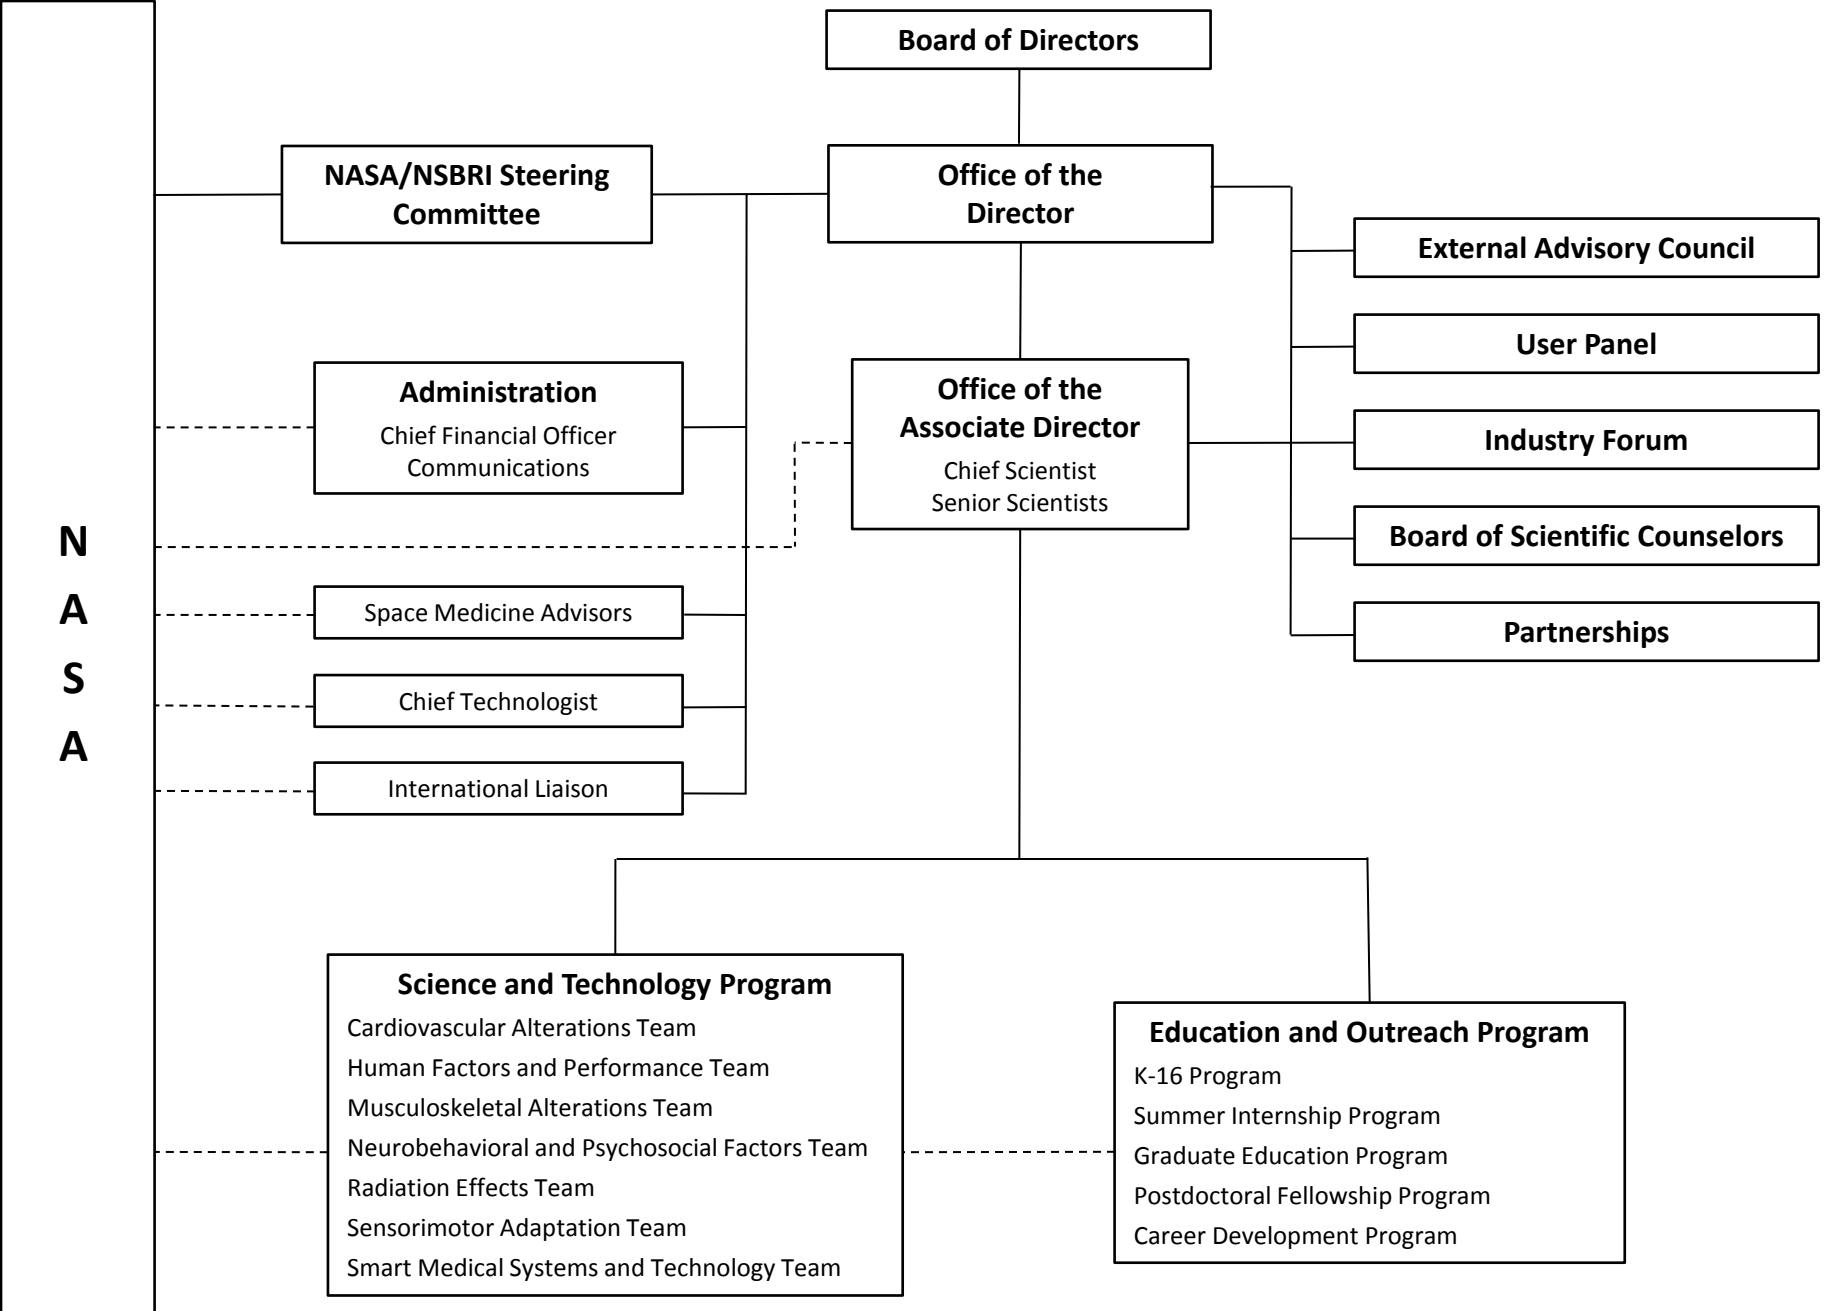 Board of Directors
NASA/NSBRI Steering
Committee
Office of the
Director
External Advisory Council
User Panel
Industry Forum
Board of Scientific Counselors
Partnerships
Administration
Chief Financial Officer
Communications
Office of the
Associate Director
Chief Scientist
Senior Scientists
N
A
S
A
Space Medicine Advisors
Chief Technologist
International Liaison
Science and Technology Program
Cardiovascular Alterations Team
Human Factors and Performance Team
Musculoskeletal Alterations Team
Neurobehavioral and Psychosocial Factors Team
Radiation Effects Team
Sensorimotor Adaptation Team
Smart Medical Systems and Technology Team
Education and Outreach Program
K-16 Program
Summer Internship Program
Graduate Education Program
Postdoctoral Fellowship Program
Career Development Program